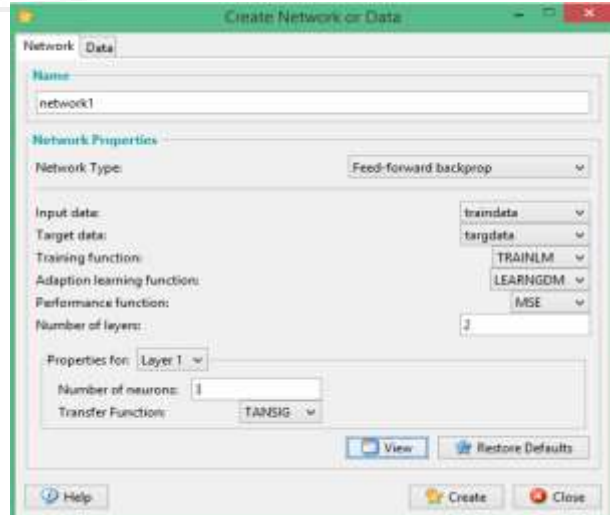 Create Network or Data
Network Data
Name
network1
Network Properties
Network Type: Feed-forward backprop
Input data: traindata
Target data: targdata
Training function: TRAINLM
Adaption learning function: LEARNGDM
Performance function: MSE
Number of layers: 2
Properties for: Layer 1
Number of neurons:
Transfer Function: TANSIG
View Restore Defaults
Help Create Close